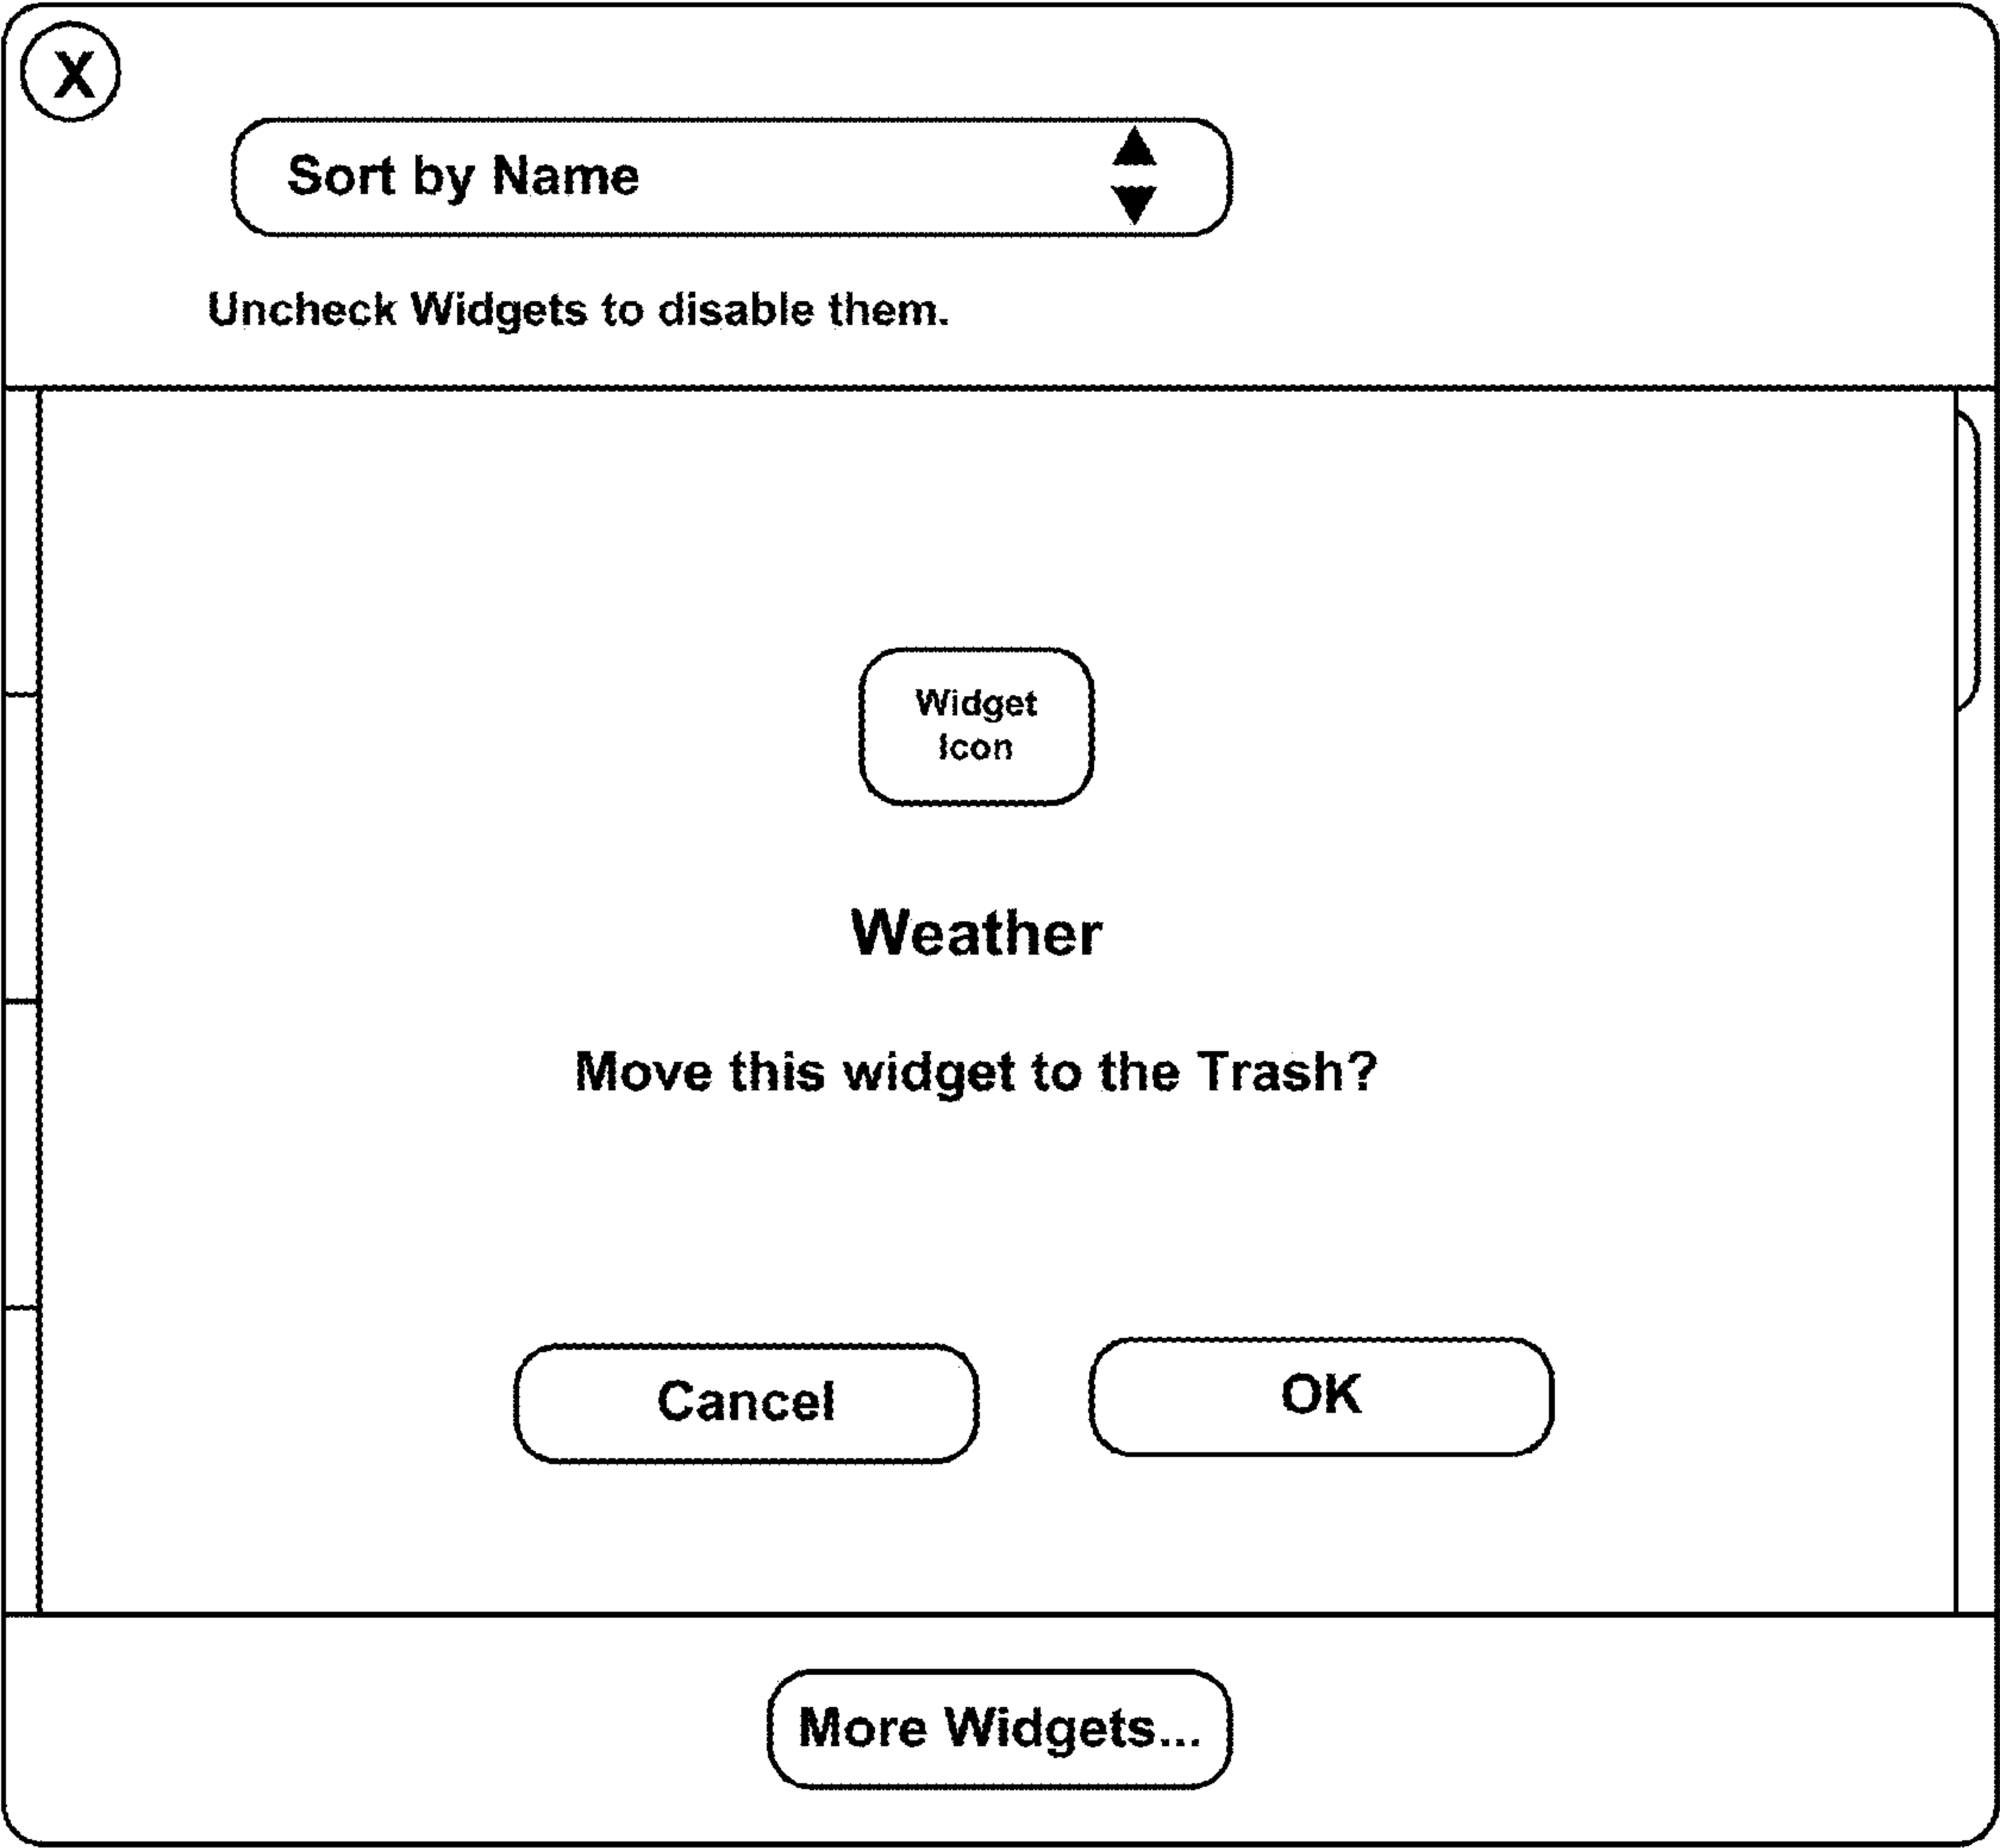 X
Sort by Name
Uncheck Widgets to disable them.
Widget
Icon
Weather
Move this widget to the Trash?
Cancel
OK
More Widgets...